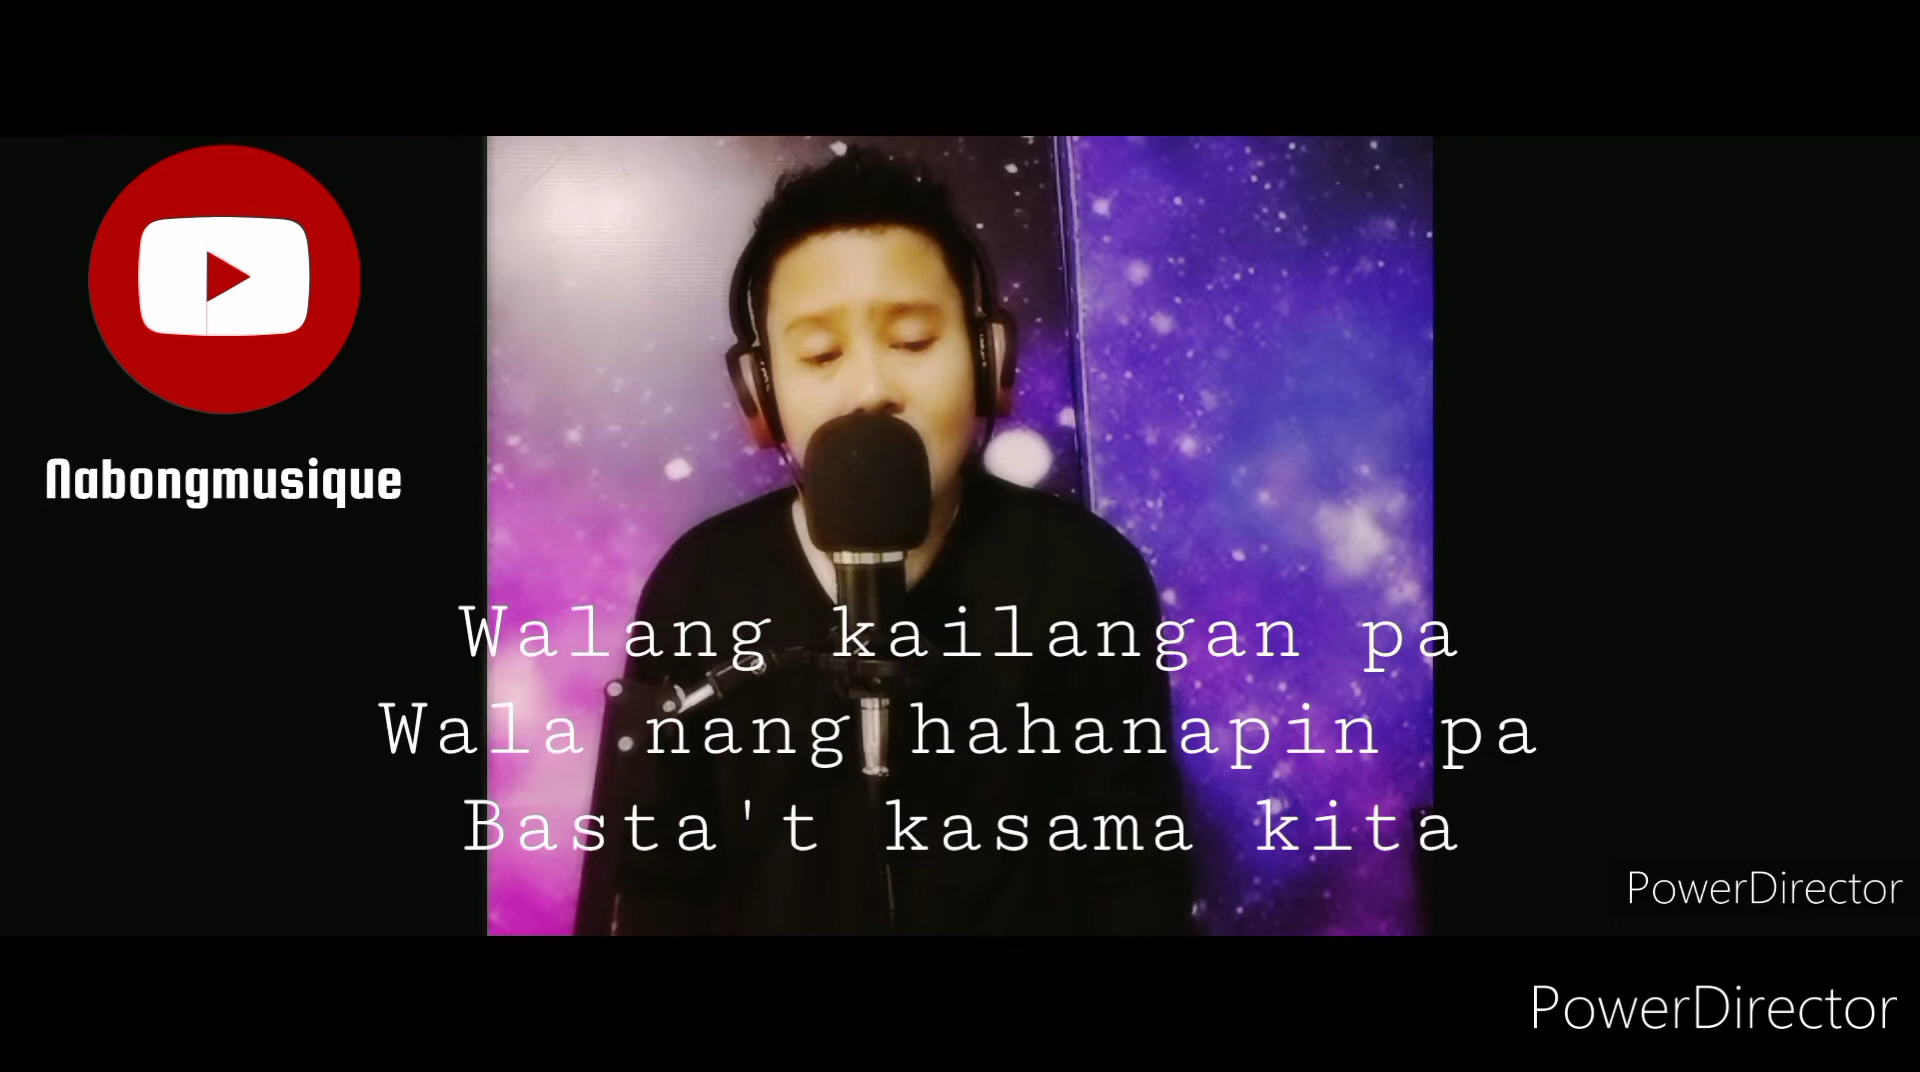 Nabongmusique
Walang kailangan pa
Wala nang hahanapin pa
Basta't kasama kita
PowerDirector
PowerDirector